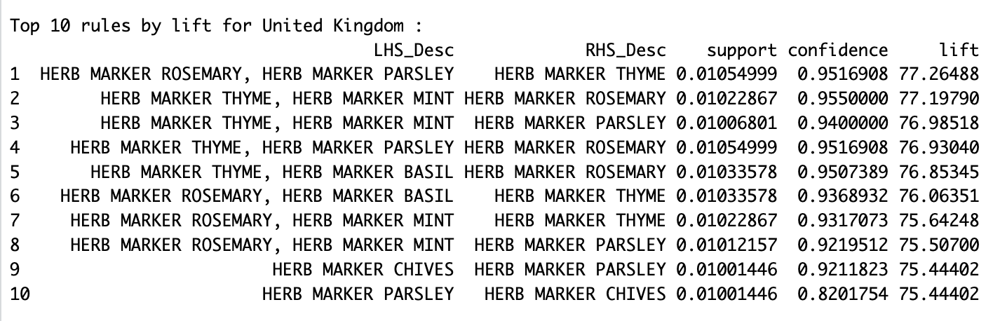 Top 10 rules by lift for United Kingdom :
LHS_Desc RHS_Desc support confidence lift
1 HERB MARKER ROSEMARY, HERB MARKER PARSLEY HERB MARKER THYME 0.01054999 0.9516908 77.26488
2 HERB MARKER THYME, HERB MARKER MINT HERB MARKER ROSEMARY 0.01022867 0.9550000 77.19790
3 HERB MARKER THYME, HERB MARKER MINT HERB MARKER PARSLEY 0.01006801 0.9400000 76.98518
4 HERB MARKER THYME, HERB MARKER PARSLEY HERB MARKER ROSEMARY 0.01054999 0.9516908 76.93040
5 HERB MARKER THYME, HERB MARKER BASIL HERB MARKER ROSEMARY 0.01033578 0.9507389 76.85345
6 HERB MARKER ROSEMARY, HERB MARKER BASIL HERB MARKER THYME 0.01033578 0.9368932 76.06351
7 HERB MARKER ROSEMARY, HERB MARKER MINT HERB MARKER THYME 0.01022867 0.9317073 75.64248
8 HERB MARKER ROSEMARY, HERB MARKER MINT HERB MARKER PARSLEY 0.01012157 0.9219512 75.50700
9 HERB MARKER CHIVES HERB MARKER PARSLEY 0.01001446 0.9211823 75.44402
10 HERB MARKER PARSLEY HERB MARKER CHIVES 0.01001446 0.8201754 75.44402